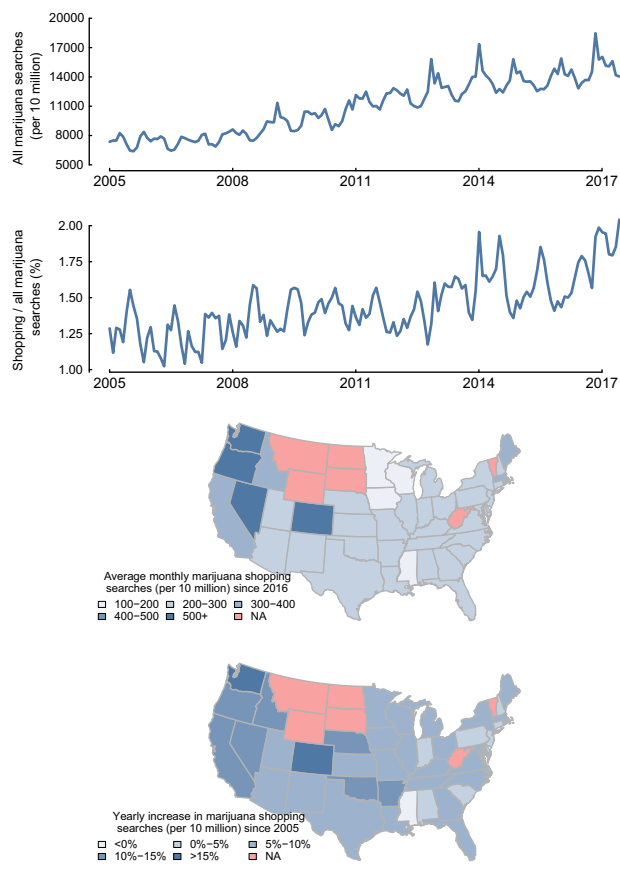 All marijuana searches
(per 10 million)
20000
17000
14000
11000
8000
5000
2005 2008 2011 2014 2017
Shopping / all marijuana
searches (%)
2.00
1.75
1.50
1.25
1.00
2005 2008 2011 2014 2017
Average monthly marijuana shopping
searches (per 10 million) since 2016
100−200 200−300 300−400
400−500 500+ NA
Yearly increase in marijuana shopping
searches (per 10 million) since 2005
<0% 0%−5% 5%−10%
10%−15% >15% NA